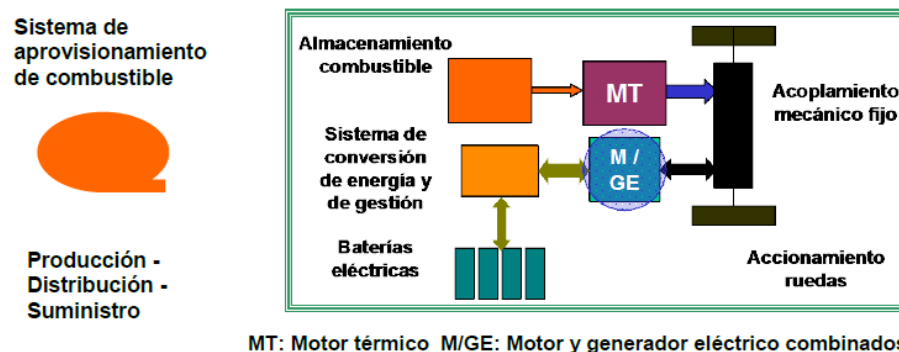 Sistema de
aprovisionamiento
de combustible
Producción -
Distribución -
Suministro
Almacenamiento
combustible
MT
Acoplamiento
mecánico fijo
Sistema de
conversión
de energía y
de gestión
M /
GE
Baterías
eléctricas
Accionamiento
ruedas
MT: Motor térmico M/GE: Motor y generador eléctrico combinados